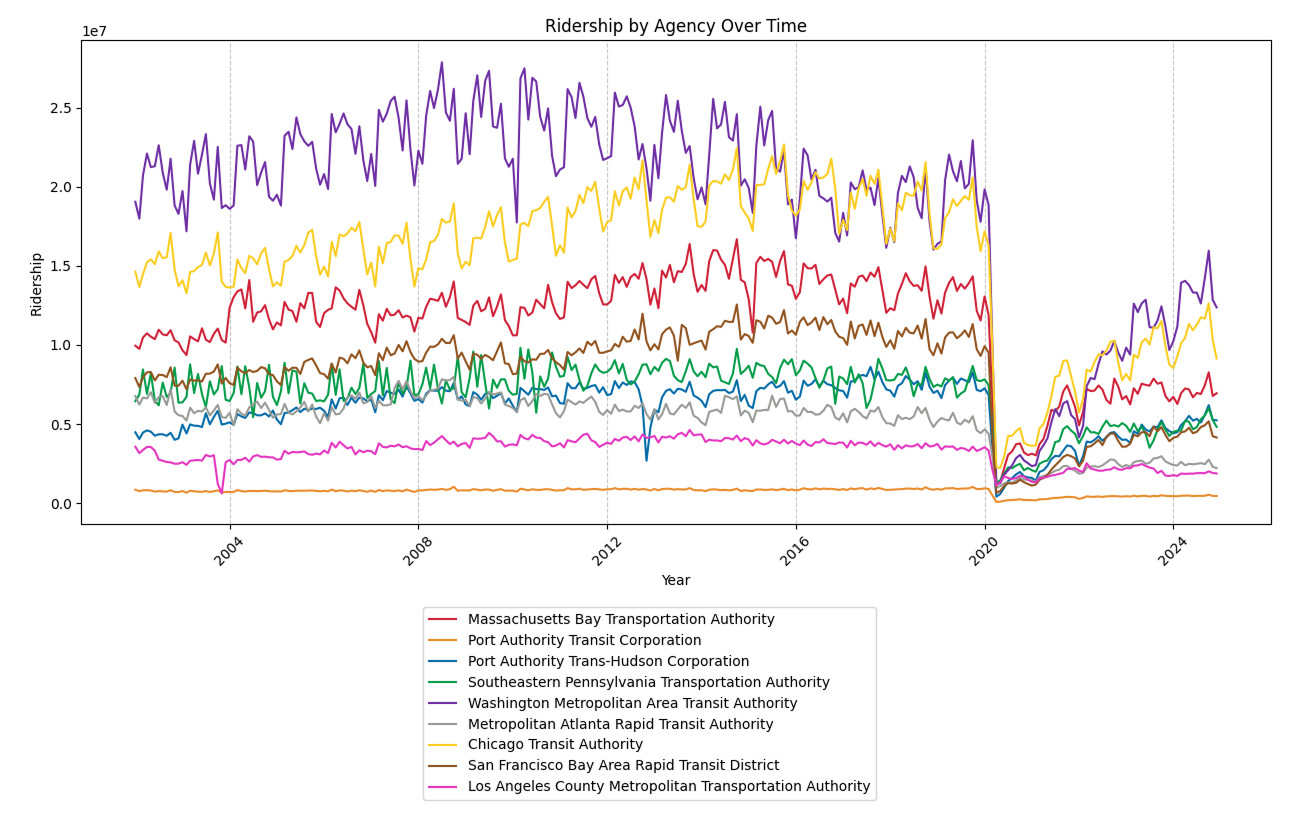 Ridership by Agency Over Time
1e7
2.5
2.0
1.5
1.0
0.5
0.0
Ridership
2004
2008
2012
2016
2020
2024
Year
Massachusetts Bay Transportation Authority
Port Authority Transit Corporation
Port Authority Trans-Hudson Corporation
Southeastern Pennsylvania Transportation Authority
Washington Metropolitan Area Transit Authority
Metropolitan Atlanta Rapid Transit Authority
Chicago Transit Authority
San Francisco Bay Area Rapid Transit District
Los Angeles County Metropolitan Transportation Authority